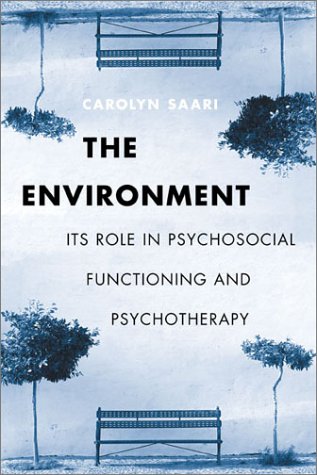 CAROLYN SAARI
THE
ENVIRONMENT
ITS ROLE IN PSYCHOSOCIAL
FUNCTIONING AND
PSYCHOTHERAPY